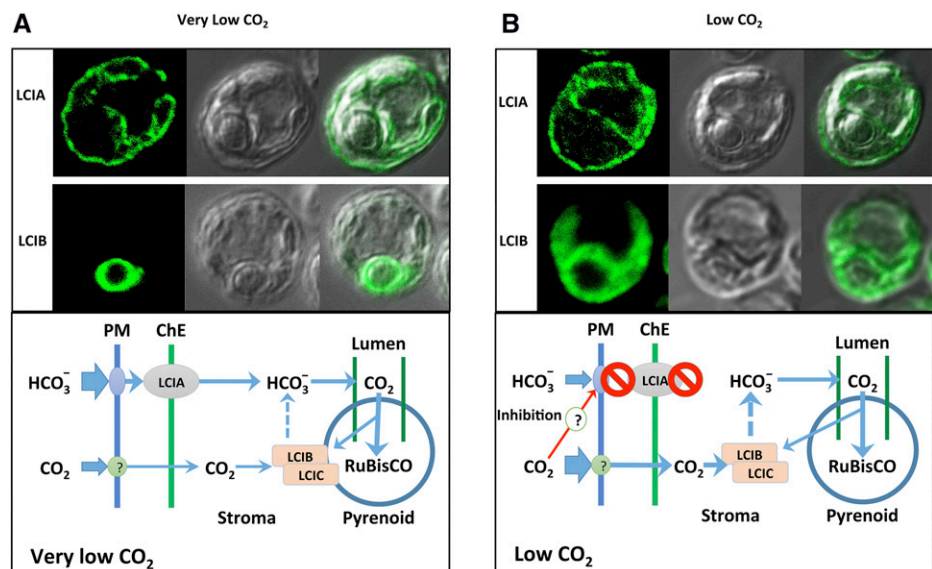 A
Very Low CO₂
LCIA
LCIB
PM ChE
Lumen
HCO₃⁻ LCIA HCO₃⁻ CO₂
LCIB
CO₂ ? CO₂ LCIC RuBisCO
Stroma Pyrenoid
Very low CO₂
B
Low CO₂
LCIA
LCIB
PM ChE
Lumen
HCO₃⁻ LCIA HCO₃⁻ CO₂
Inhibition ?
LCIB
CO₂ ? CO₂ LCIC RuBisCO
Stroma Pyrenoid
Low CO₂